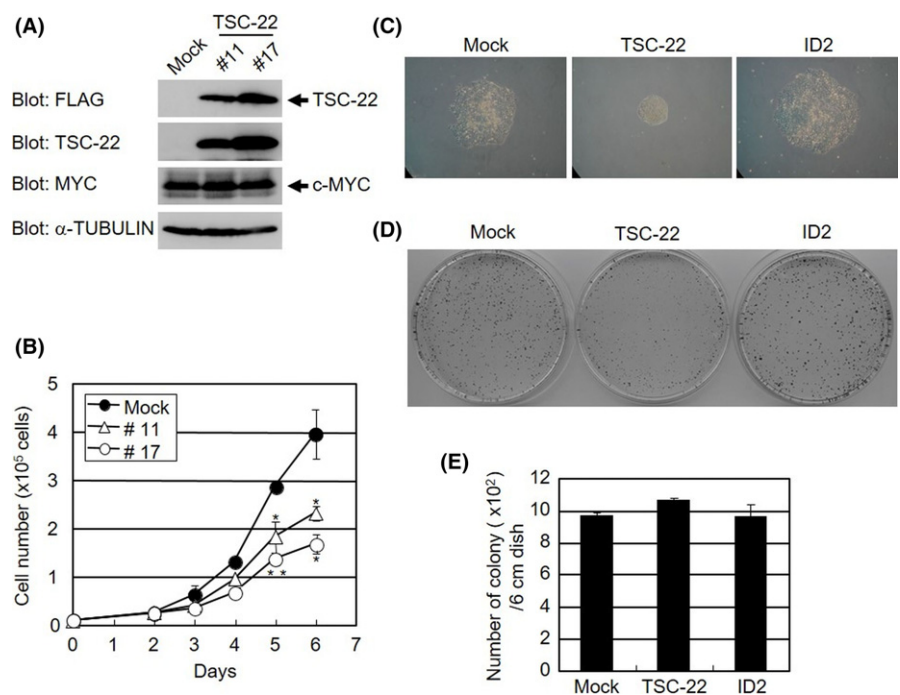 (A)
TSC-22
Mock
#11
#17
Blot: FLAG
TSC-22
Blot: TSC-22
Blot: MYC
c-MYC
Blot: α-TUBULIN
(B)
Cell number (x10⁵ cells)
5
4
3
2
1
0
Mock
# 11
# 17
*
*
* *
*
0 1 2 3 4 5 6 7
Days
(C)
Mock TSC-22 ID2
(D)
Mock TSC-22 ID2
(E)
Number of colony ( x10²)
/6 cm dish
12
10
8
6
4
2
0
Mock TSC-22 ID2